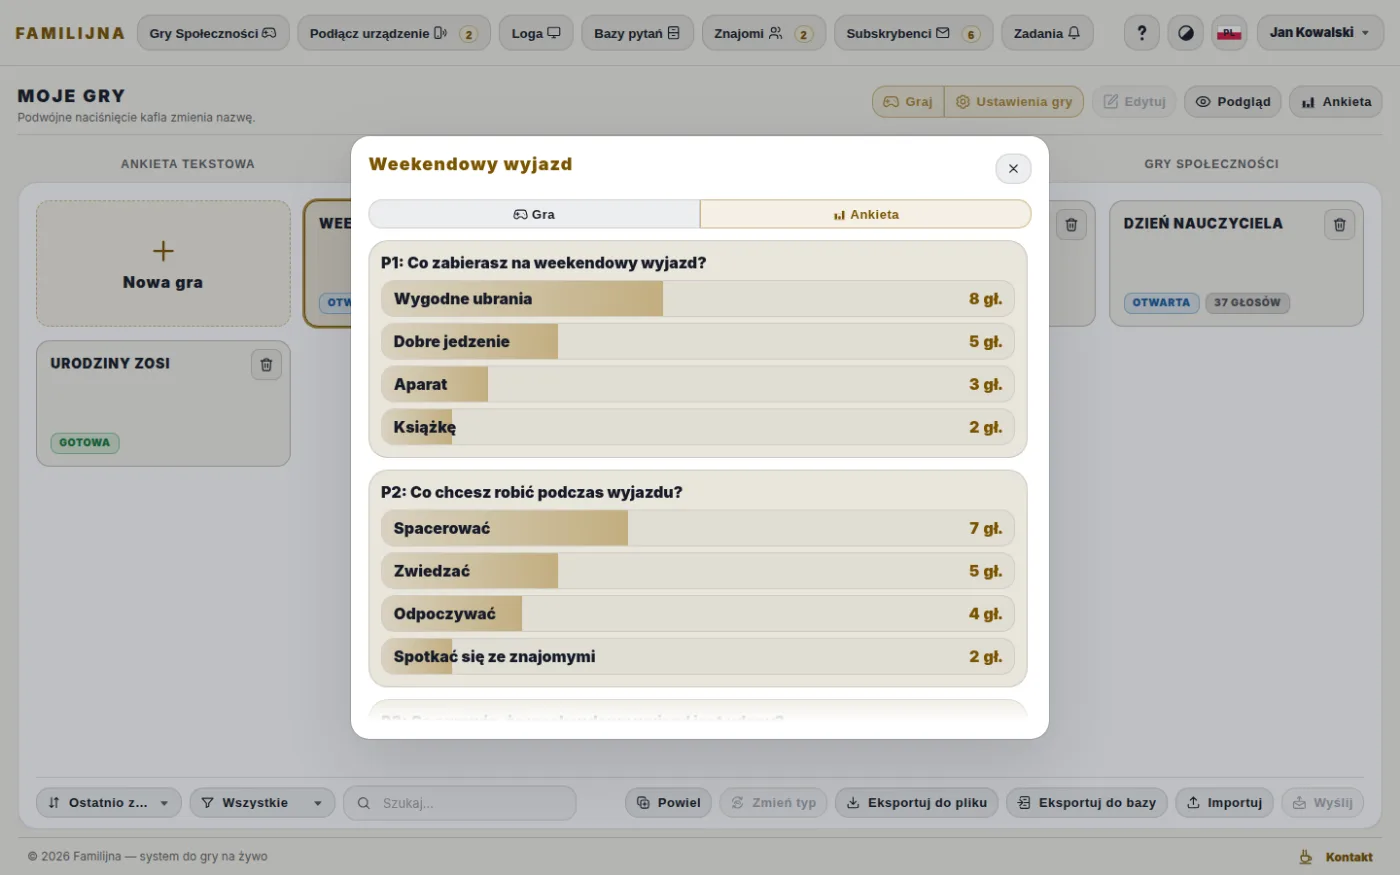 FAMILIJNA
Gry Społeczności
Podłącz urządzenie 2
Loga
Bazy pytań
Znajomi 2
Subskrybenci 6
Zadania
?
PL
Jan Kowalski
MOJE GRY
Podwójne naciśnięcie kafla zmienia nazwę.
Graj
Ustawienia gry
Edytuj
Podgląd
Ankieta
ANKIETA TEKSTOWA
GRY SPOŁECZNOŚCI
Nowa gra
DZIEŃ NAUCZYCIELA
OTWARTA
37 GŁOSÓW
URODZINY ZOSI
GOTOWA
Weekendowy wyjazd
Gra
Ankieta
P1: Co zabierasz na weekendowy wyjazd?
Wygodne ubrania 8 gł.
Dobre jedzenie 5 gł.
Aparat 3 gł.
Książkę 2 gł.
P2: Co chcesz robić podczas wyjazdu?
Spacerować 7 gł.
Zwiedzać 5 gł.
Odpoczywać 4 gł.
Spotkać się ze znajomymi 2 gł.
Ostatnio z...
Wszystkie
Szukaj...
Powiel
Zmień typ
Eksportuj do pliku
Eksportuj do bazy
Importuj
Wyślij
© 2026 Familijna — system do gry na żywo
Kontakt